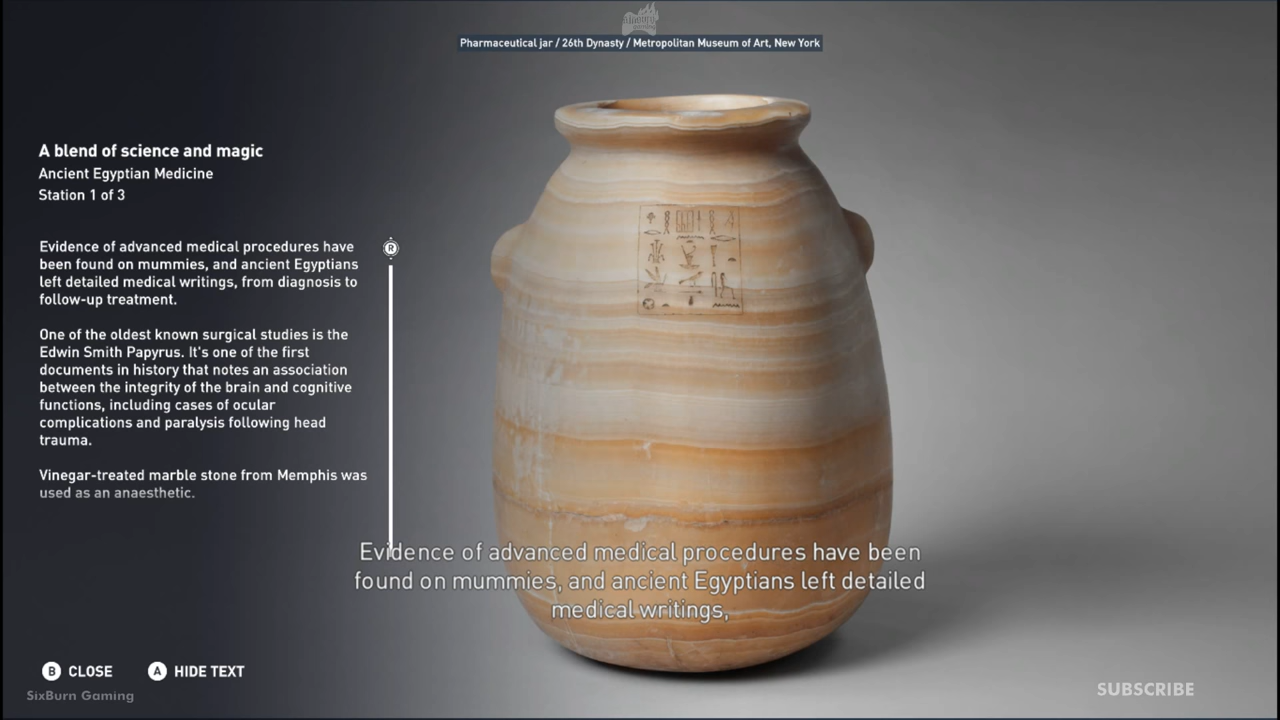 Pharmaceutical jar / 26th Dynasty / Metropolitan Museum of Art, New York
A blend of science and magic
Ancient Egyptian Medicine
Station 1 of 3
Evidence of advanced medical procedures have
been found on mummies, and ancient Egyptians
left detailed medical writings, from diagnosis to
follow-up treatment.
One of the oldest known surgical studies is the
Edwin Smith Papyrus. It's one of the first
documents in history that notes an association
between the integrity of the brain and cognitive
functions, including cases of ocular
complications and paralysis following head
trauma.
Vinegar-treated marble stone from Memphis was
used as an anaesthetic.
R
Evidence of advanced medical procedures have been
found on mummies, and ancient Egyptians left detailed
medical writings,
B CLOSE A HIDE TEXT
SixBurn Gaming
SUBSCRIBE